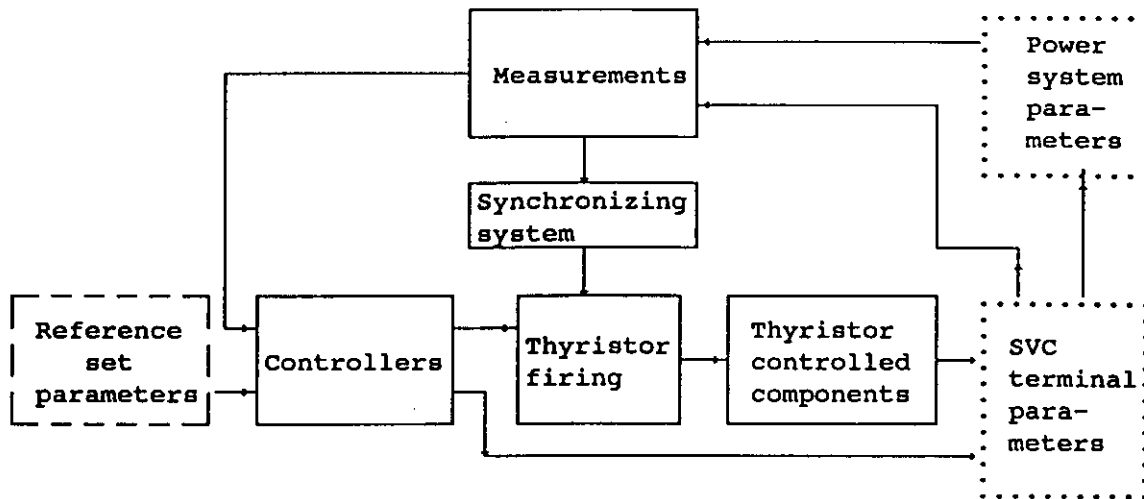 Measurements
Power
system
para-
meters
Synchronizing
system
Reference
set
parameters
Controllers
Thyristor
firing
Thyristor
controlled
components
SVC
terminal
para-
meters